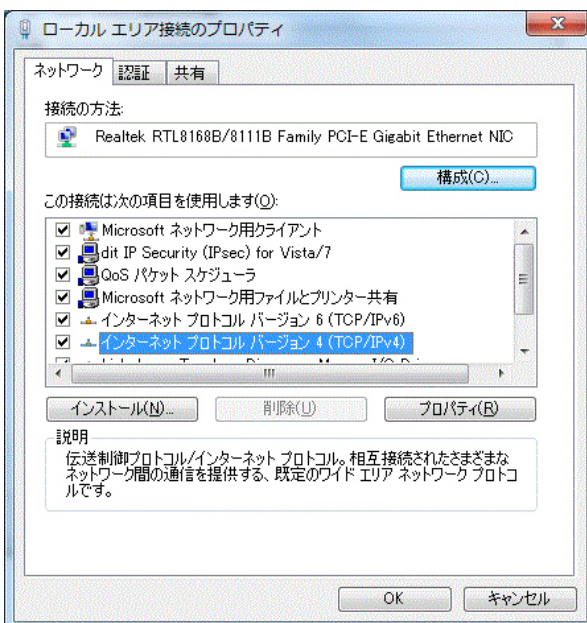 ローカル エリア接続のプロパティ
ネットワーク 認証 共有
接続の方法:
Realtek RTL8168B/8111B Family PCI-E Gigabit Ethernet NIC
構成(C)...
この接続は次の項目を使用します(O):
Microsoft ネットワーク用クライアント
dit IP Security (IPsec) for Vista/7
QoS パケット スケジューラ
Microsoft ネットワーク用ファイルとプリンター共有
インターネット プロトコル バージョン 6 (TCP/IPv6)
インターネット プロトコル バージョン 4 (TCP/IPv4)
インストール(N)... 削除(U) プロパティ(R)
説明
伝送制御プロトコル/インターネット プロトコル。相互接続されたさまざまな
ネットワーク間の通信を提供する、既定のワイド エリア ネットワーク プロトコ
ルです。
OK キャンセル